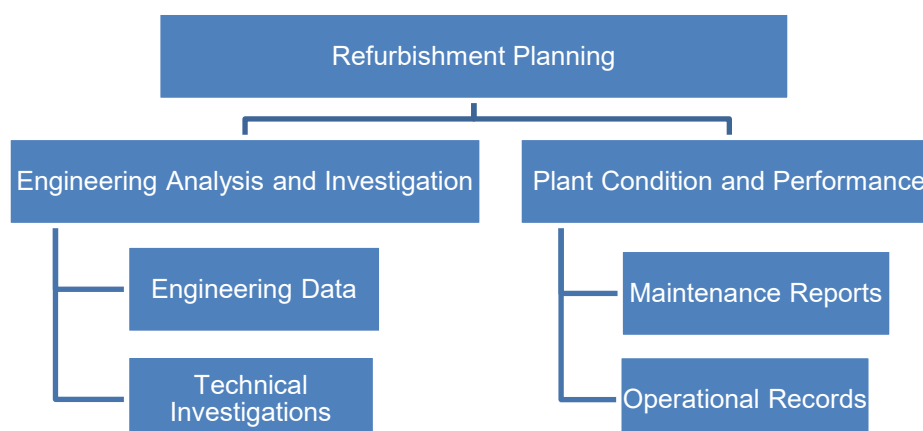 Refurbishment Planning
Engineering Analysis and Investigation
Plant Condition and Performance
Engineering Data
Maintenance Reports
Technical
Investigations
Operational Records